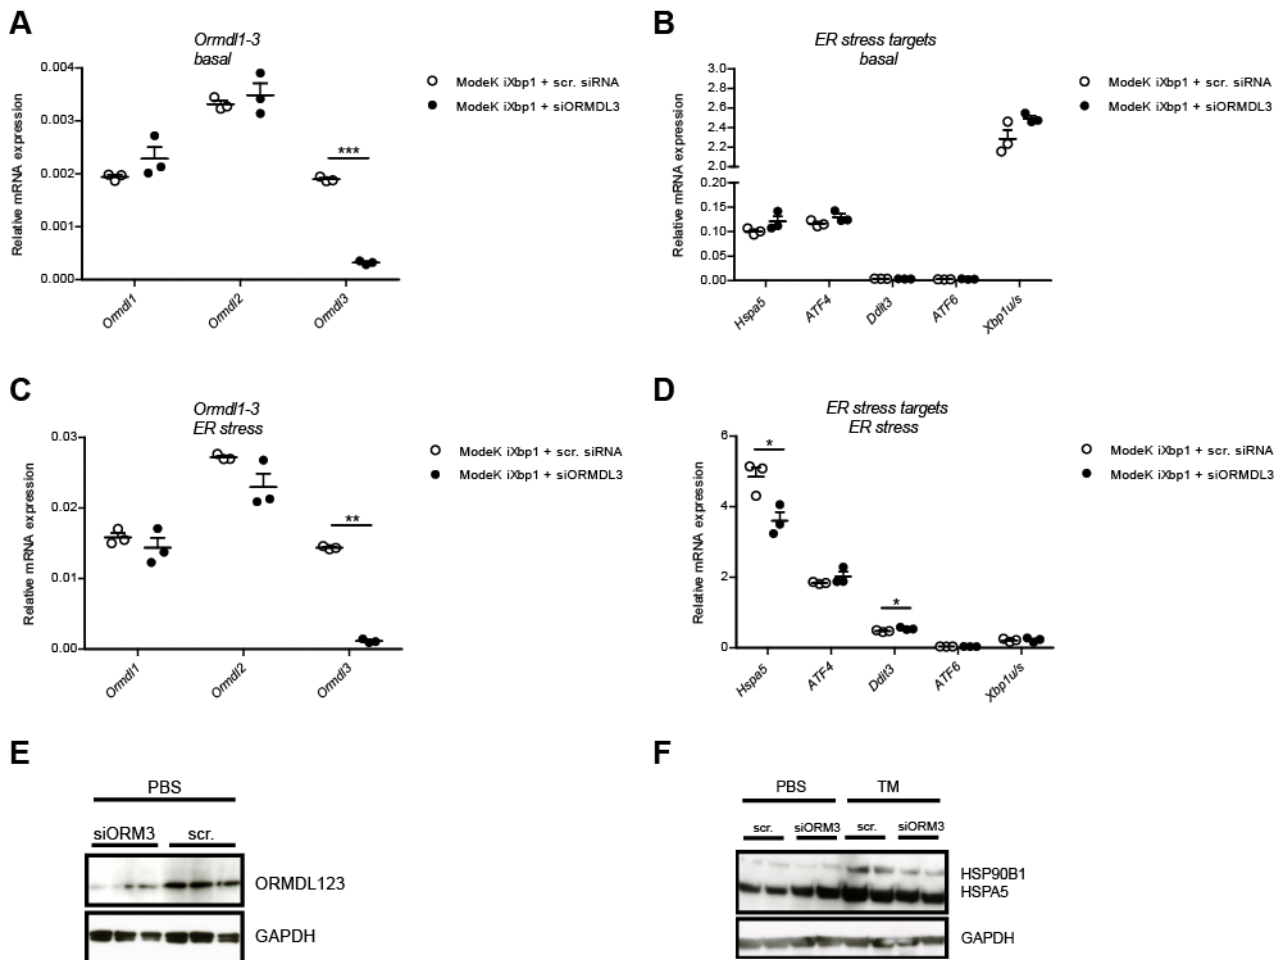 A
Ormdl1-3
basal
Relative mRNA expression
0.004
0.003
0.002
0.001
0.000
***
Ormdl1
Ormdl2
Ormdl3
ModeK iXbp1 + scr. siRNA
ModeK iXbp1 + siORMDL3
B
ER stress targets
basal
Relative mRNA expression
3.0
2.8
2.6
2.4
2.2
2.0
0.20
0.15
0.10
0.05
0.00
Hspa5
ATF4
Ddit3
ATF6
Xbp1u/s
ModeK iXbp1 + scr. siRNA
ModeK iXbp1 + siORMDL3
C
Ormdl1-3
ER stress
Relative mRNA expression
0.03
0.02
0.01
0.00
**
Ormdl1
Ormdl2
Ormdl3
ModeK iXbp1 + scr. siRNA
ModeK iXbp1 + siORMDL3
D
ER stress targets
ER stress
Relative mRNA expression
6
4
2
0
*
*
Hspa5
ATF4
Ddit3
ATF6
Xbp1u/s
ModeK iXbp1 + scr. siRNA
ModeK iXbp1 + siORMDL3
E
PBS
siORM3 scr.
ORMDL123
GAPDH
F
PBS TM
scr. siORM3 scr. siORM3
HSP90B1
HSPA5
GAPDH